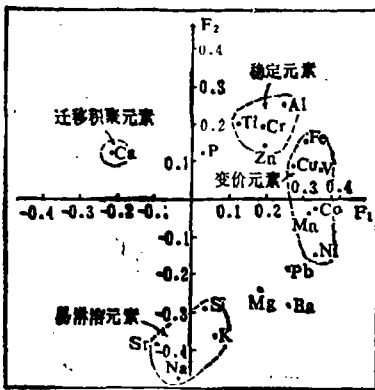 F₂
0.4
0.3
稳定元素
迁移积聚元素
Al
0.2
Ti
Cr
Ca
P
Zn
Fe
0.1
变价元素
Cu
V
-0.4
-0.3
-0.2
-0.1
0.1
0.2
0.3
0.4
F₁
Co
Mn
-0.1
Ni
-0.2
Pb
Mg
Ba
Si
-0.3
易淋溶元素
K
Sr
-0.4
Na